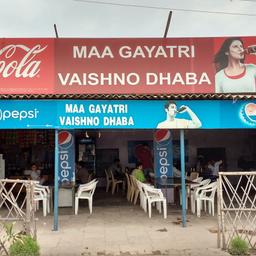 Cola
MAA GAYATRI
VAISHNO DHABA
pepsi
MAA GAYATRI
VAISHNO DHABA
pepsi
pepsi